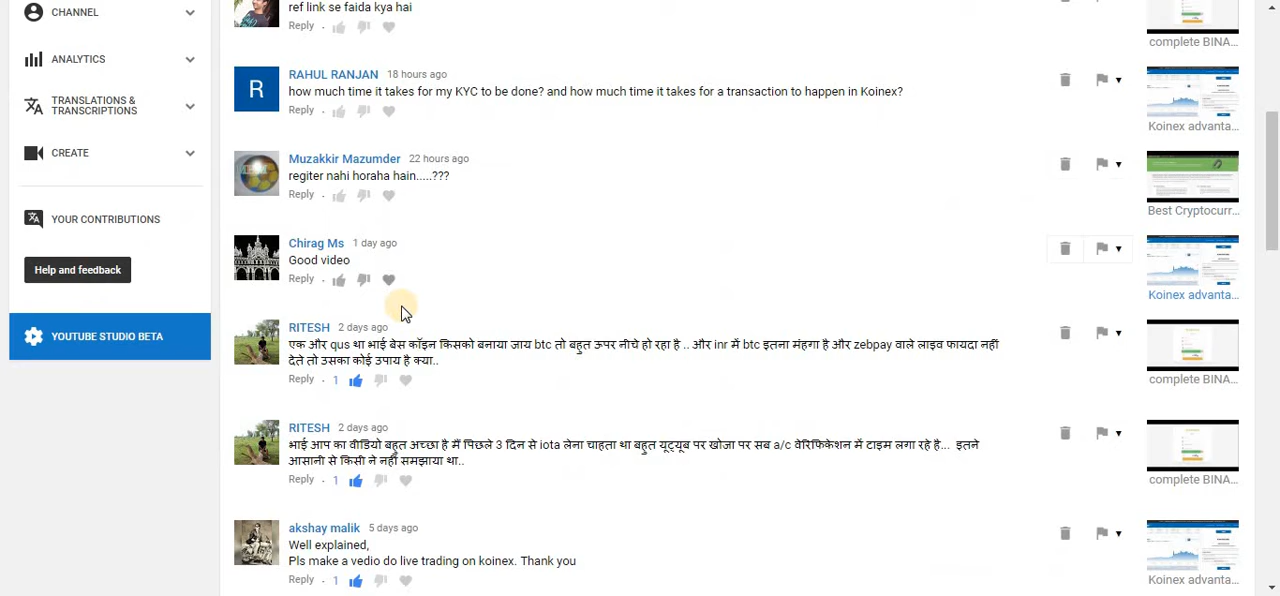 CHANNEL
ANALYTICS
TRANSLATIONS &
TRANSCRIPTIONS
CREATE
YOUR CONTRIBUTIONS
Help and feedback
YOUTUBE STUDIO BETA
ref link se faida kya hai
Reply
complete BINA...
R
RAHUL RANJAN 18 hours ago
how much time it takes for my KYC to be done? and how much time it takes for a transaction to happen in Koinex?
Reply
Koinex advanta...
Muzakkir Mazumder 22 hours ago
regiter nahi horaha hain.....???
Reply
Best Cryptocurr...
Chirag Ms 1 day ago
Good video
Reply
Koinex advanta...
RITESH 2 days ago
एक और qus था भाई बेस कॉइन किसको बनाया जाय btc तो बहुत ऊपर नीचे हो रहा है .. और inr में btc इतना मंहगा है और zebpay वाले लाइव फायदा नहीं
देते तो उसका कोई उपाय है क्या..
Reply 1
complete BINA...
RITESH 2 days ago
भाई आप का वीडियो बहुत अच्छा है मैं पिछले 3 दिन से iota लेना चाहता था बहुत यूट्यूब पर खोजा पर सब a/c वेरिफिकेशन में टाइम लगा रहे है... इतने
आसानी से किसी ने नहीं समझाया था..
Reply 1
complete BINA...
akshay malik 5 days ago
Well explained,
Pls make a vedio do live trading on koinex. Thank you
Reply 1
Koinex advanta...